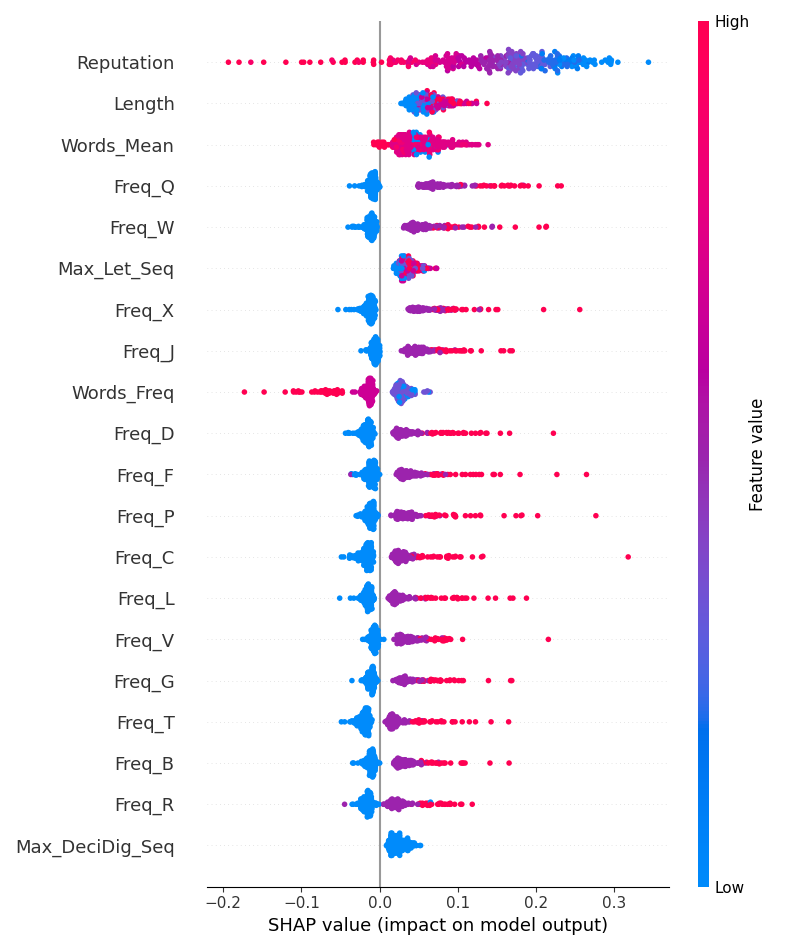 High
Reputation
Length
Words_Mean
Freq_Q
Freq_W
Max_Let_Seq
Freq_X
Freq_J
Words_Freq
Freq_D
Freq_F
Freq_P
Freq_C
Freq_L
Freq_V
Freq_G
Freq_T
Freq_B
Freq_R
Max_DeciDig_Seq
Feature value
Low
−0.2 −0.1 0.0 0.1 0.2 0.3
SHAP value (impact on model output)